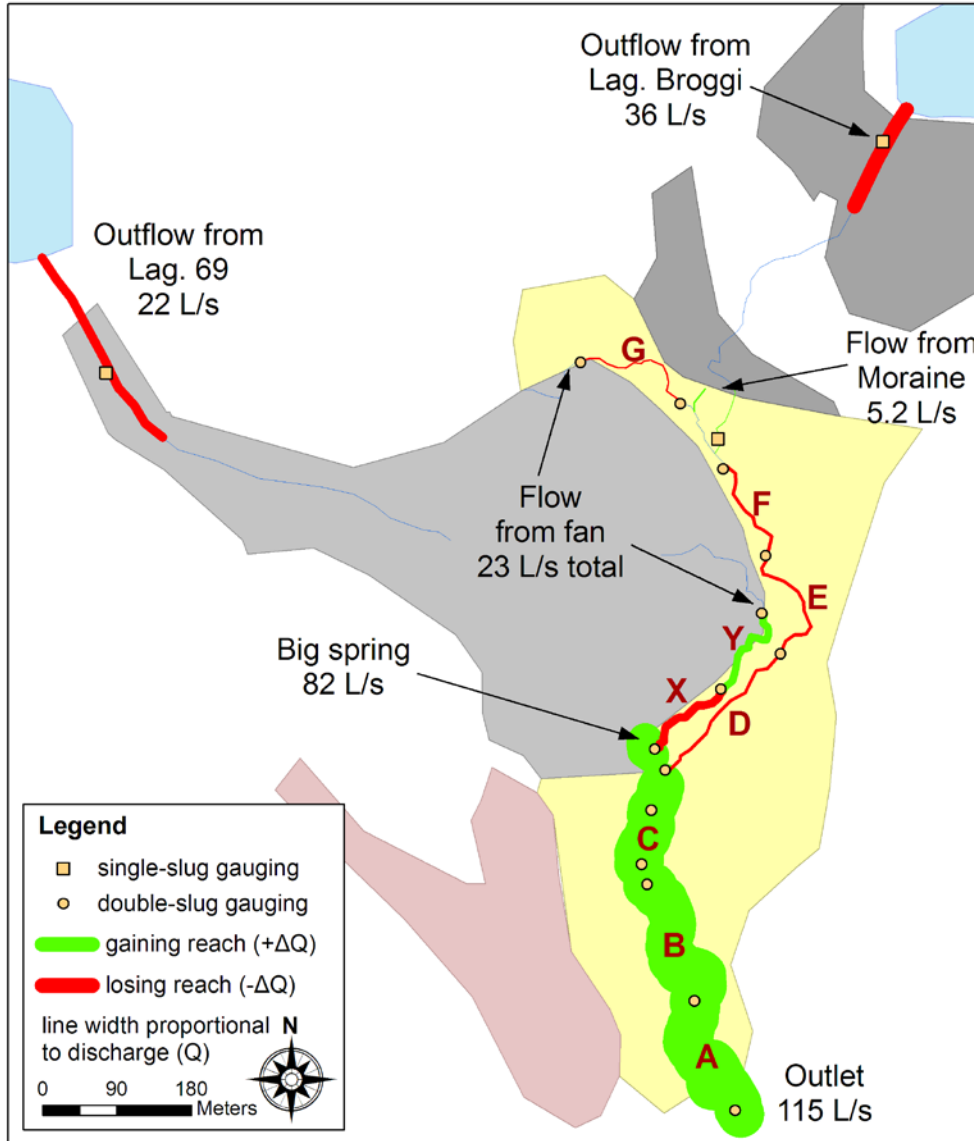 Outflow from
Lag. Broggi
36 L/s
Outflow from
Lag. 69
22 L/s
G
Flow from
Moraine
5.2 L/s
F
Flow
from fan
23 L/s total
E
Y
Big spring
82 L/s
X
D
C
B
A
Outlet
115 L/s
Legend
single-slug gauging
double-slug gauging
gaining reach (+ΔQ)
losing reach (-ΔQ)
line width proportional
to discharge (Q)
N
0 90 180
Meters